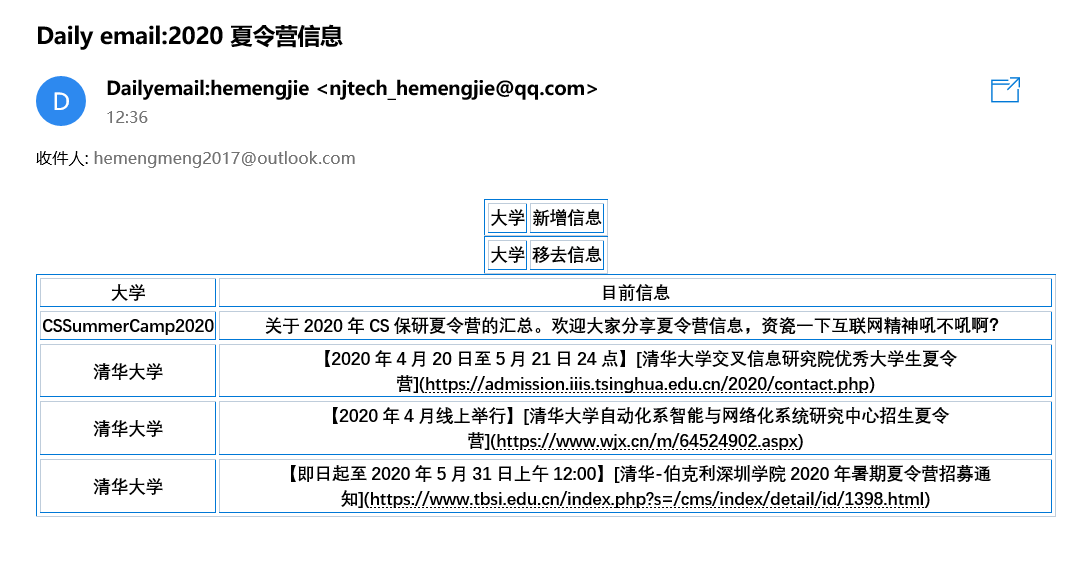 Daily email:2020 夏令营信息
D
Dailyemail:hemengjie <njtech_hemengjie@qq.com>
12:36
收件人: hemengmeng2017@outlook.com
大学 新增信息
大学 移去信息
大学 目前信息
CSSummerCamp2020 关于 2020 年 CS 保研夏令营的汇总。欢迎大家分享夏令营信息，资瓷一下互联网精神吼不吼啊？
清华大学 【2020 年 4 月 20 日至 5 月 21 日 24 点】[清华大学交叉信息研究院优秀大学生夏令
营](https://admission.iiis.tsinghua.edu.cn/2020/contact.php)
清华大学 【2020 年 4 月线上举行】[清华大学自动化系智能与网络化系统研究中心招生夏令
营](https://www.wjx.cn/m/64524902.aspx)
清华大学 【即日起至 2020 年 5 月 31 日上午 12:00】[清华-伯克利深圳学院 2020 年暑期夏令营招募通
知](https://www.tbsi.edu.cn/index.php?s=/cms/index/detail/id/1398.html)